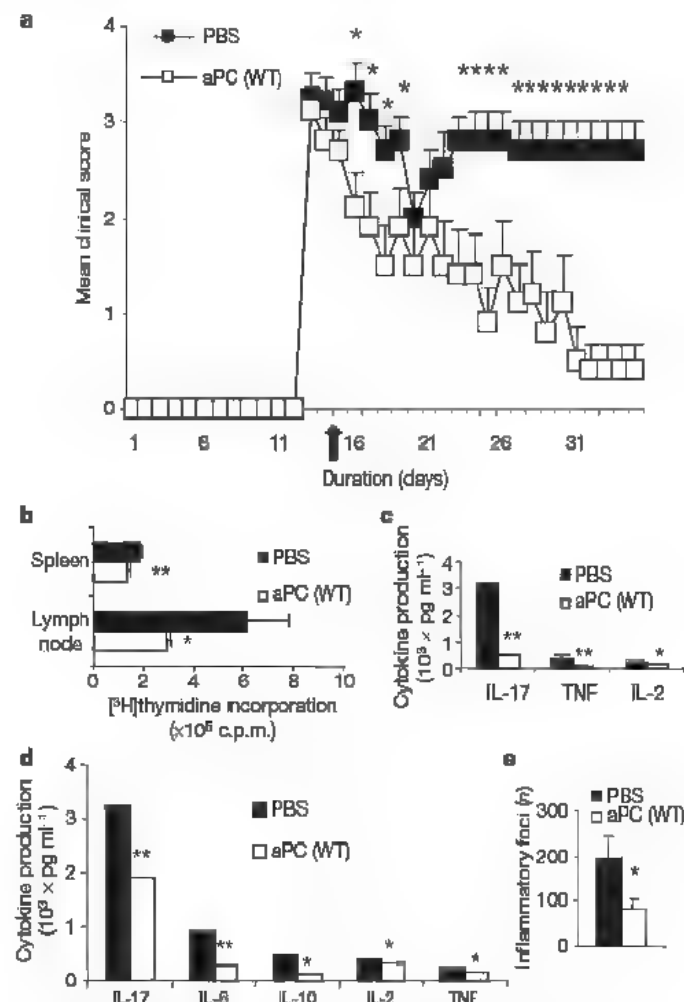 a
4
3
2
1
0
Mean clinical score
PBS
aPC (WT)
*
*
*
*
****
**********
1 6 11 16 21 26 31
Duration (days)
b
Spleen
Lymph
node
PBS
aPC (WT)
**
*
0 2 4 6 8 10
[³H]thymidine incorporation
(×10⁵ c.p.m.)
c
Cytokine production
(10³ × pg ml⁻¹)
4
3
2
1
0
PBS
aPC (WT)
**
**
*
IL-17 TNF IL-2
d
Cytokine production
(10³ × pg ml⁻¹)
4
3
2
1
0
PBS
aPC (WT)
**
**
*
*
*
IL-17 IL-6 IL-10 IL-2 TNF
e
Inflammatory foci (n)
300
200
100
0
PBS
aPC (WT)
*